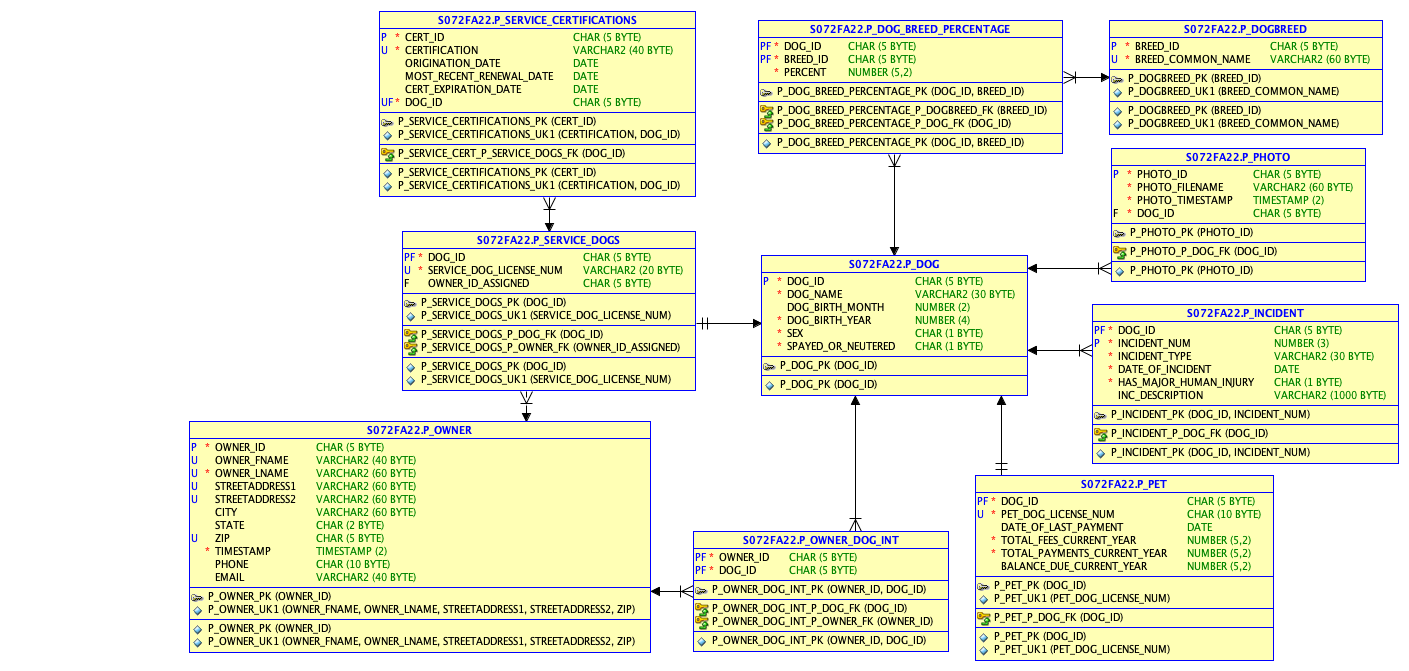 S072FA22.P_SERVICE_CERTIFICATIONS
P * CERT_ID CHAR (5 BYTE)
U * CERTIFICATION VARCHAR2 (40 BYTE)
ORIGINATION_DATE DATE
MOST_RECENT_RENEWAL_DATE DATE
CERT_EXPIRATION_DATE DATE
UF* DOG_ID CHAR (5 BYTE)
P_SERVICE_CERTIFICATIONS_PK (CERT_ID)
P_SERVICE_CERTIFICATIONS_UK1 (CERTIFICATION, DOG_ID)
P_SERVICE_CERT_P_SERVICE_DOGS_FK (DOG_ID)
P_SERVICE_CERTIFICATIONS_PK (CERT_ID)
P_SERVICE_CERTIFICATIONS_UK1 (CERTIFICATION, DOG_ID)
S072FA22.P_DOG_BREED_PERCENTAGE
PF* DOG_ID CHAR (5 BYTE)
PF* BREED_ID CHAR (5 BYTE)
* PERCENT NUMBER (5,2)
P_DOG_BREED_PERCENTAGE_PK (DOG_ID, BREED_ID)
P_DOG_BREED_PERCENTAGE_P_DOGBREED_FK (BREED_ID)
P_DOG_BREED_PERCENTAGE_P_DOG_FK (DOG_ID)
P_DOG_BREED_PERCENTAGE_PK (DOG_ID, BREED_ID)
S072FA22.P_DOGBREED
P * BREED_ID CHAR (5 BYTE)
U * BREED_COMMON_NAME VARCHAR2 (60 BYTE)
P_DOGBREED_PK (BREED_ID)
P_DOGBREED_UK1 (BREED_COMMON_NAME)
P_DOGBREED_PK (BREED_ID)
P_DOGBREED_UK1 (BREED_COMMON_NAME)
S072FA22.P_PHOTO
P * PHOTO_ID CHAR (5 BYTE)
* PHOTO_FILENAME VARCHAR2 (60 BYTE)
* PHOTO_TIMESTAMP TIMESTAMP (2)
F * DOG_ID CHAR (5 BYTE)
P_PHOTO_PK (PHOTO_ID)
P_PHOTO_P_DOG_FK (DOG_ID)
P_PHOTO_PK (PHOTO_ID)
S072FA22.P_SERVICE_DOGS
PF* DOG_ID CHAR (5 BYTE)
U * SERVICE_DOG_LICENSE_NUM VARCHAR2 (20 BYTE)
F OWNER_ID_ASSIGNED CHAR (5 BYTE)
P_SERVICE_DOGS_PK (DOG_ID)
P_SERVICE_DOGS_UK1 (SERVICE_DOG_LICENSE_NUM)
P_SERVICE_DOGS_P_DOG_FK (DOG_ID)
P_SERVICE_DOGS_P_OWNER_FK (OWNER_ID_ASSIGNED)
P_SERVICE_DOGS_PK (DOG_ID)
P_SERVICE_DOGS_UK1 (SERVICE_DOG_LICENSE_NUM)
S072FA22.P_DOG
P * DOG_ID CHAR (5 BYTE)
* DOG_NAME VARCHAR2 (30 BYTE)
DOG_BIRTH_MONTH NUMBER (2)
* DOG_BIRTH_YEAR NUMBER (4)
* SEX CHAR (1 BYTE)
* SPAYED_OR_NEUTERED CHAR (1 BYTE)
P_DOG_PK (DOG_ID)
P_DOG_PK (DOG_ID)
S072FA22.P_INCIDENT
PF* DOG_ID CHAR (5 BYTE)
P * INCIDENT_NUM NUMBER (3)
* INCIDENT_TYPE VARCHAR2 (30 BYTE)
* DATE_OF_INCIDENT DATE
* HAS_MAJOR_HUMAN_INJURY CHAR (1 BYTE)
INC_DESCRIPTION VARCHAR2 (1000 BYTE)
P_INCIDENT_PK (DOG_ID, INCIDENT_NUM)
P_INCIDENT_P_DOG_FK (DOG_ID)
P_INCIDENT_PK (DOG_ID, INCIDENT_NUM)
S072FA22.P_OWNER
P * OWNER_ID CHAR (5 BYTE)
U OWNER_FNAME VARCHAR2 (40 BYTE)
U * OWNER_LNAME VARCHAR2 (60 BYTE)
U STREETADDRESS1 VARCHAR2 (60 BYTE)
U STREETADDRESS2 VARCHAR2 (60 BYTE)
CITY VARCHAR2 (60 BYTE)
STATE CHAR (2 BYTE)
U ZIP CHAR (5 BYTE)
* TIMESTAMP TIMESTAMP (2)
PHONE CHAR (10 BYTE)
EMAIL VARCHAR2 (40 BYTE)
P_OWNER_PK (OWNER_ID)
P_OWNER_UK1 (OWNER_FNAME, OWNER_LNAME, STREETADDRESS1, STREETADDRESS2, ZIP)
P_OWNER_PK (OWNER_ID)
P_OWNER_UK1 (OWNER_FNAME, OWNER_LNAME, STREETADDRESS1, STREETADDRESS2, ZIP)
S072FA22.P_OWNER_DOG_INT
PF* OWNER_ID CHAR (5 BYTE)
PF* DOG_ID CHAR (5 BYTE)
P_OWNER_DOG_INT_PK (OWNER_ID, DOG_ID)
P_OWNER_DOG_INT_P_DOG_FK (DOG_ID)
P_OWNER_DOG_INT_P_OWNER_FK (OWNER_ID)
P_OWNER_DOG_INT_PK (OWNER_ID, DOG_ID)
S072FA22.P_PET
PF* DOG_ID CHAR (5 BYTE)
U * PET_DOG_LICENSE_NUM CHAR (10 BYTE)
DATE_OF_LAST_PAYMENT DATE
* TOTAL_FEES_CURRENT_YEAR NUMBER (5,2)
* TOTAL_PAYMENTS_CURRENT_YEAR NUMBER (5,2)
BALANCE_DUE_CURRENT_YEAR NUMBER (5,2)
P_PET_PK (DOG_ID)
P_PET_UK1 (PET_DOG_LICENSE_NUM)
P_PET_P_DOG_FK (DOG_ID)
P_PET_PK (DOG_ID)
P_PET_UK1 (PET_DOG_LICENSE_NUM)